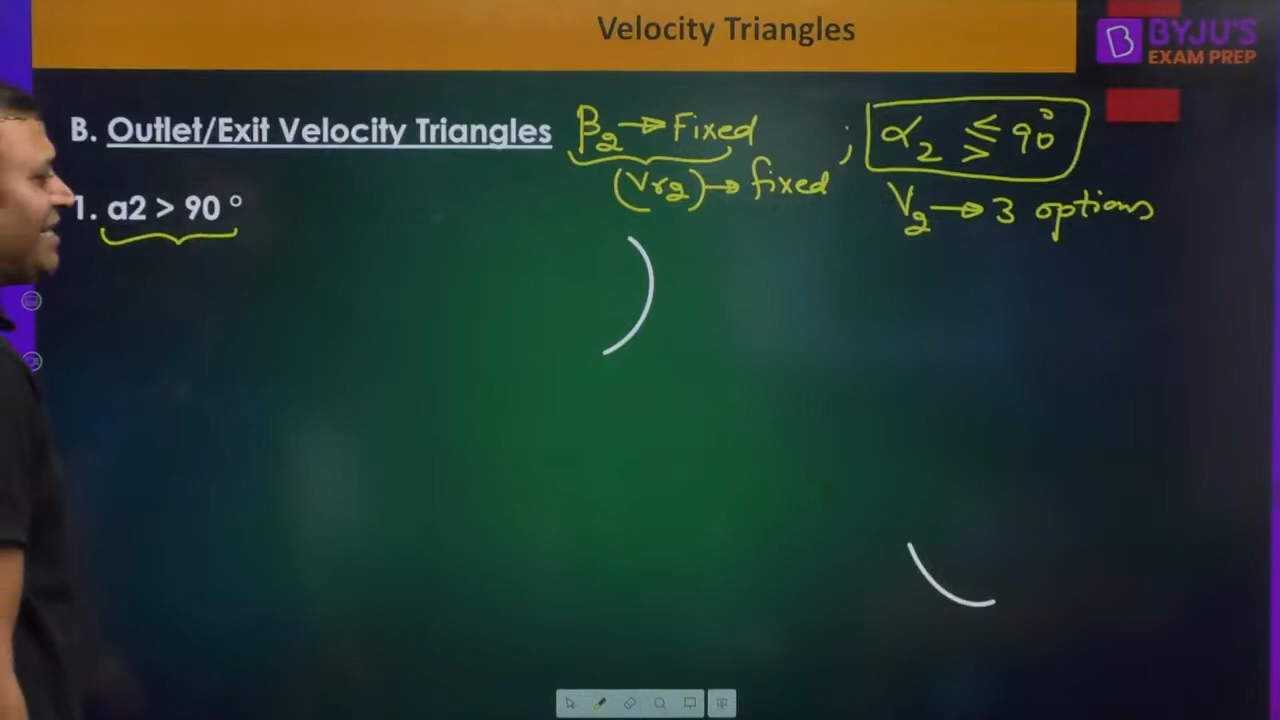 Velocity Triangles
BYJU'S
EXAM PREP
B. Outlet/Exit Velocity Triangles
β2 → Fixed ; α2 ≤ > 90°
(Vr2) → fixed
V2 → 3 options
1. a2 > 90 °